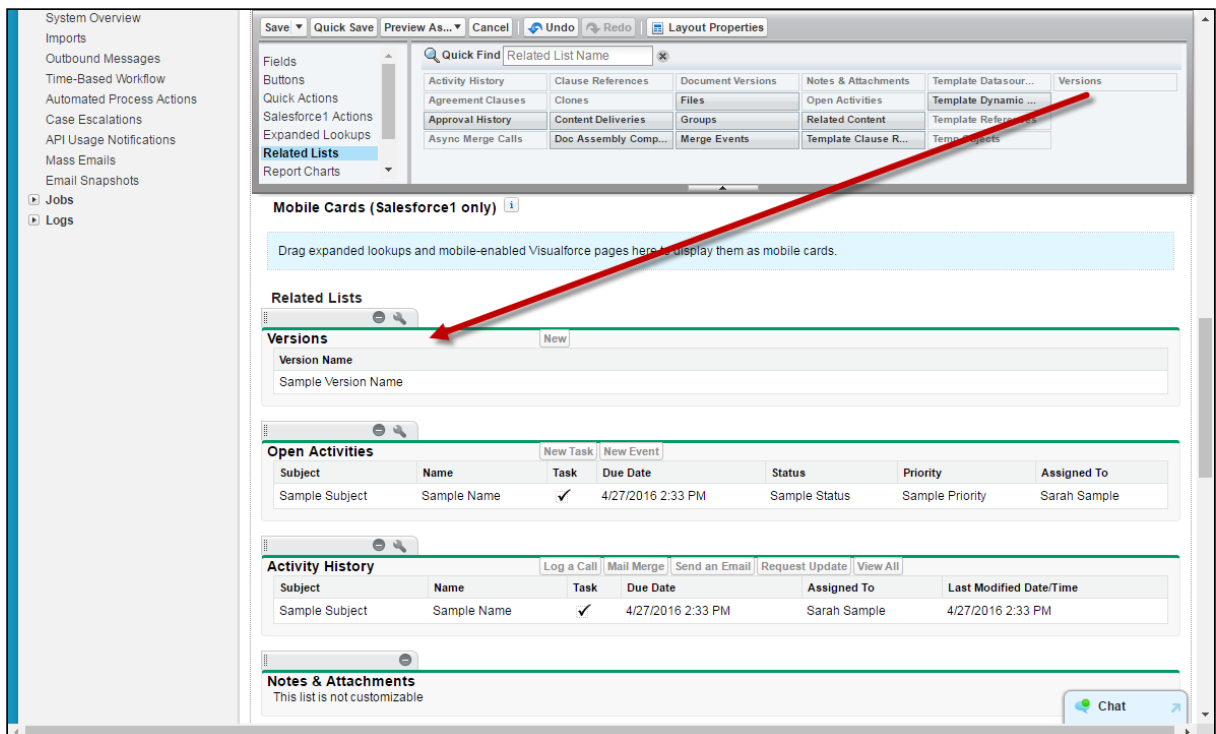 System Overview
Imports
Outbound Messages
Time-Based Workflow
Automated Process Actions
Case Escalations
API Usage Notifications
Mass Emails
Email Snapshots
Jobs
Logs
Save Quick Save Preview As... Cancel Undo Redo Layout Properties
Fields
Buttons
Quick Actions
Salesforce1 Actions
Expanded Lookups
Related Lists
Report Charts
Quick Find Related List Name
Activity History Clause References Document Versions Notes & Attachments Template Datasour... Versions
Agreement Clauses Clones Files Open Activities Template Dynamic ...
Approval History Content Deliveries Groups Related Content Template References
Async Merge Calls Doc Assembly Comp... Merge Events Template Clause R... Temp Objects
Mobile Cards (Salesforce1 only) i
Drag expanded lookups and mobile-enabled Visualforce pages here to display them as mobile cards.
Related Lists
Versions New
Version Name
Sample Version Name
Open Activities New Task New Event
Subject Name Task Due Date Status Priority Assigned To
Sample Subject Sample Name 4/27/2016 2:33 PM Sample Status Sample Priority Sarah Sample
Activity History Log a Call Mail Merge Send an Email Request Update View All
Subject Name Task Due Date Assigned To Last Modified Date/Time
Sample Subject Sample Name 4/27/2016 2:33 PM Sarah Sample 4/27/2016 2:33 PM
Notes & Attachments
This list is not customizable
Chat